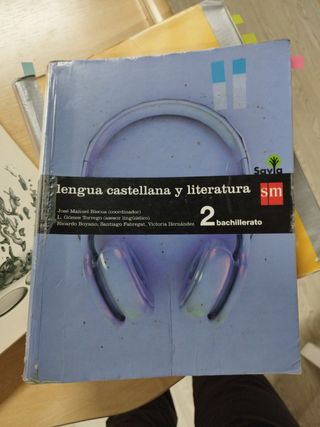 Savia
lengua castellana y literatura
sm
José Manuel Blecua (coordinador)
L. Gómez Torrego (asesor lingüístico)
Ricardo Boyano, Santiago Fabregat, Victoria Hernández
2 bachillerato